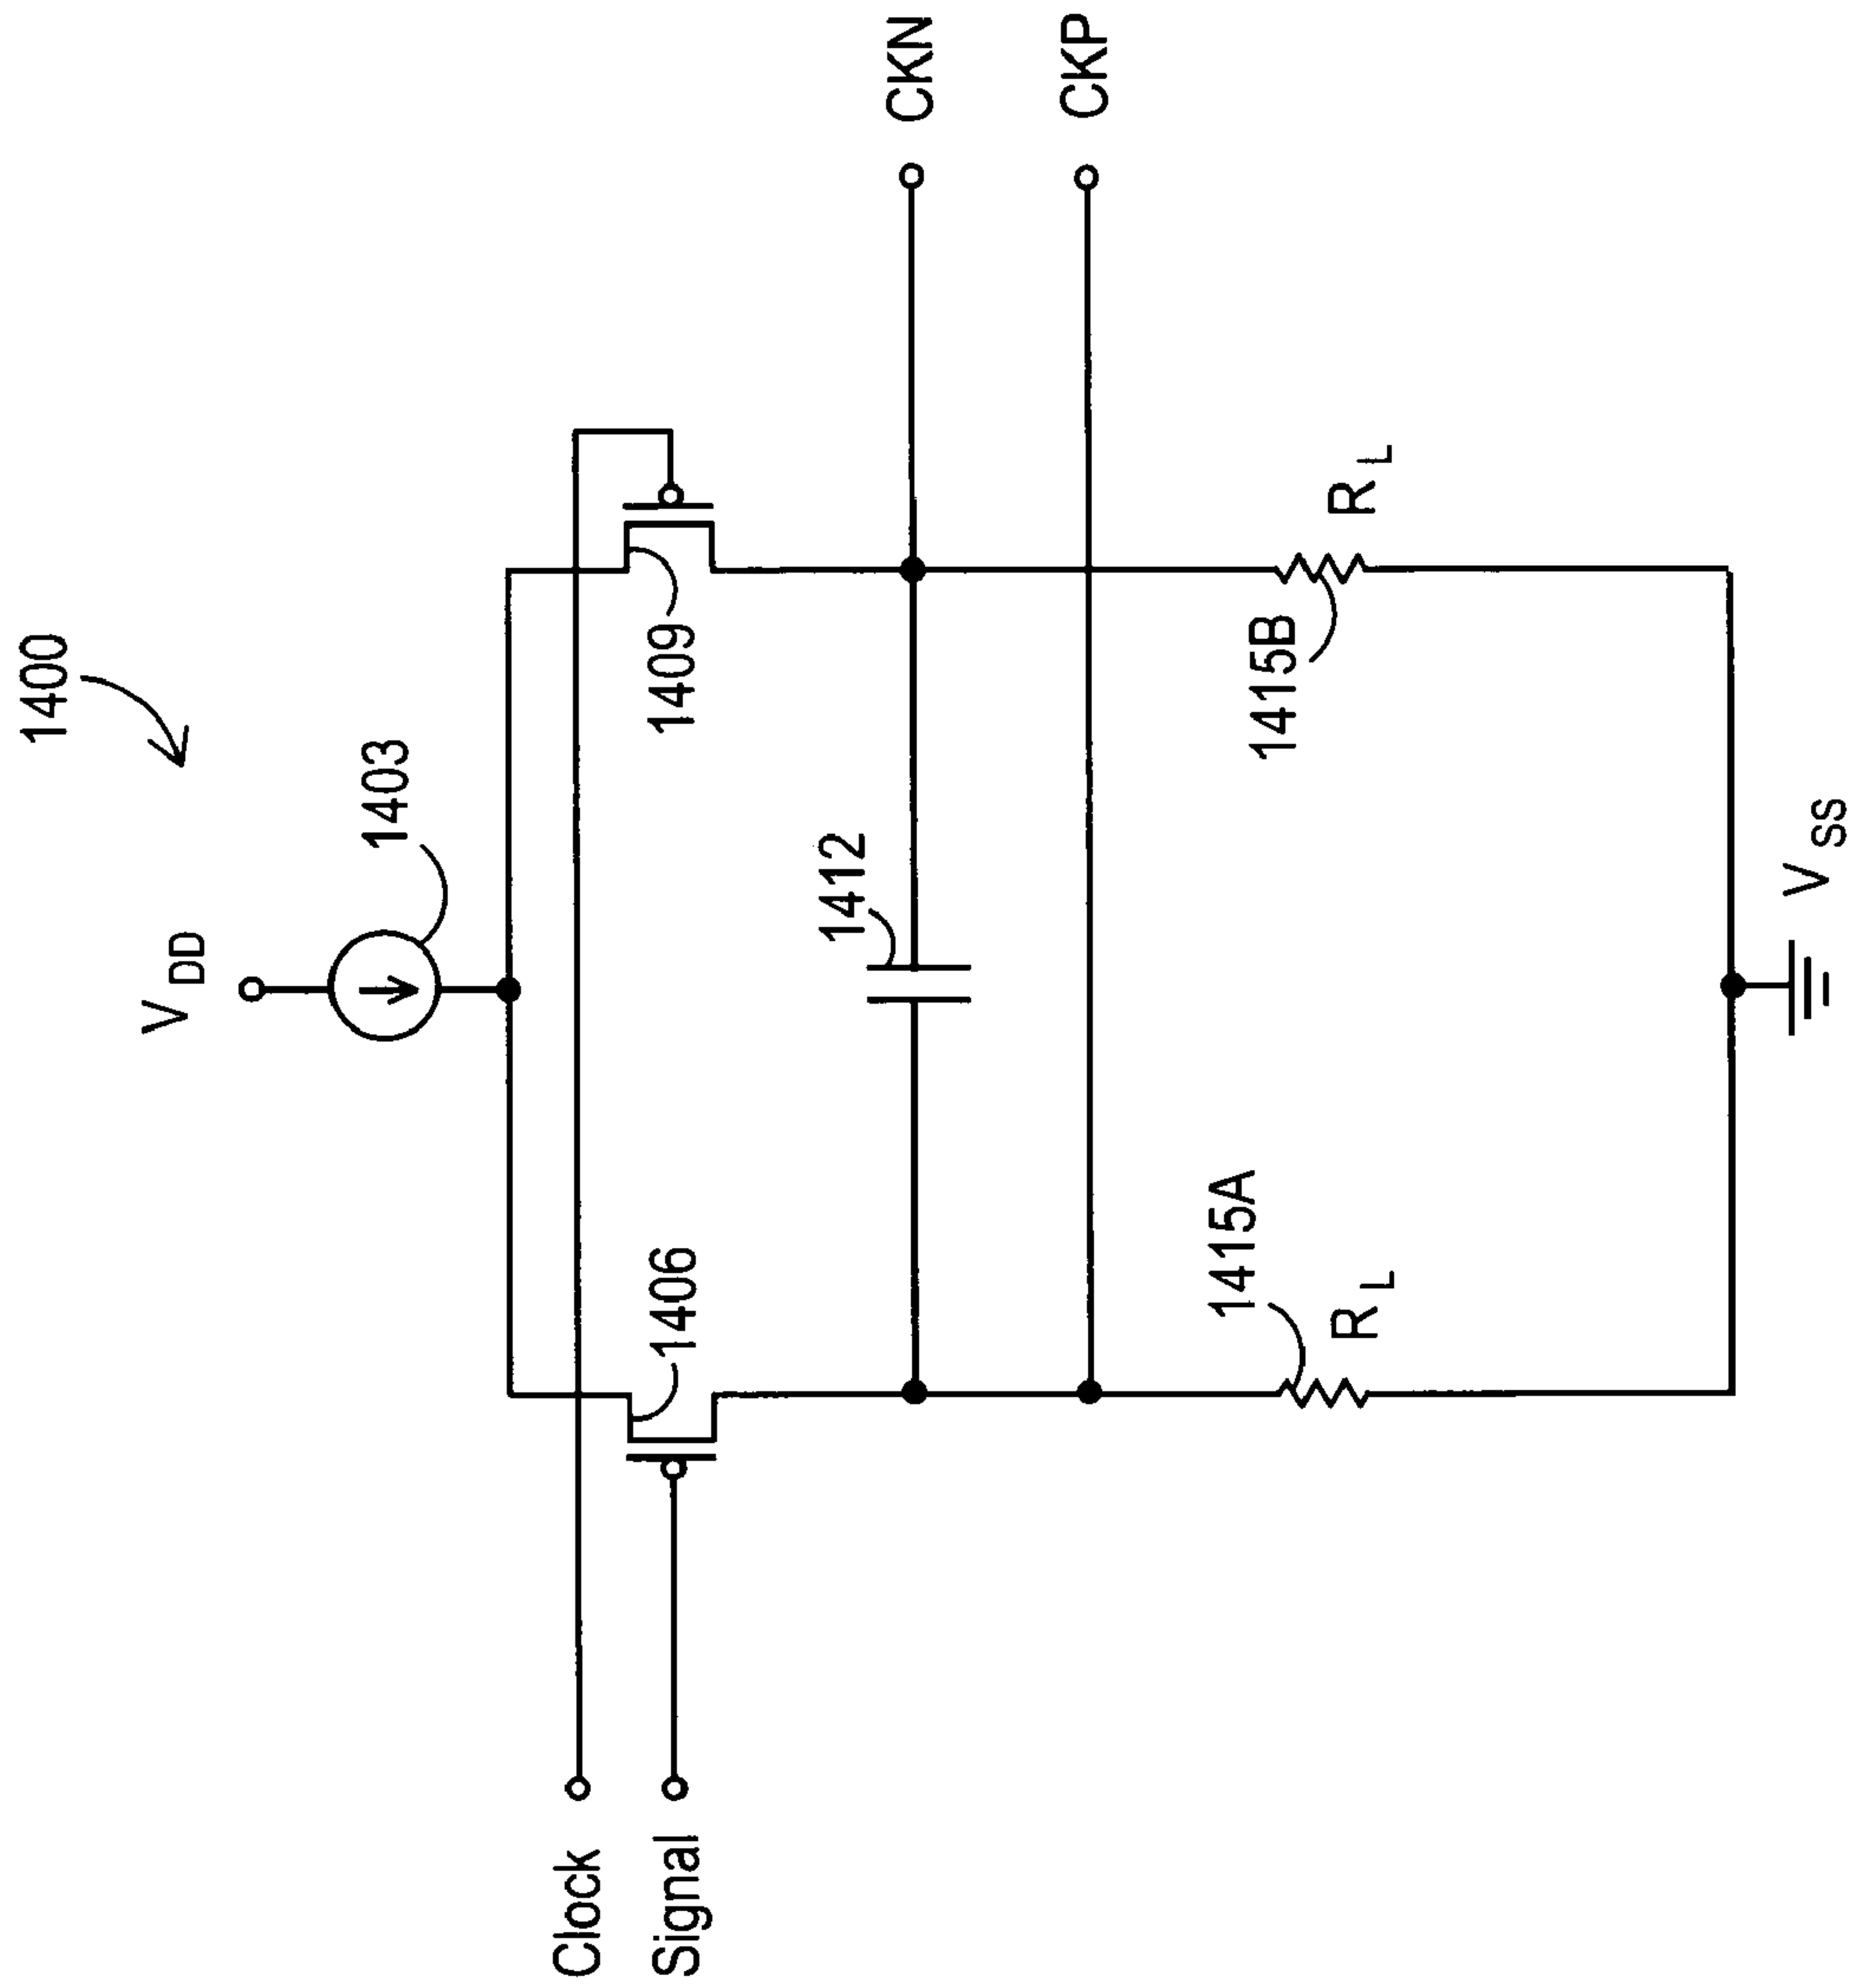 1400
V DD
1403
Clock
Signal
1406
1409
1412
CKN
CKP
1415A
R L
1415B
R L
V SS